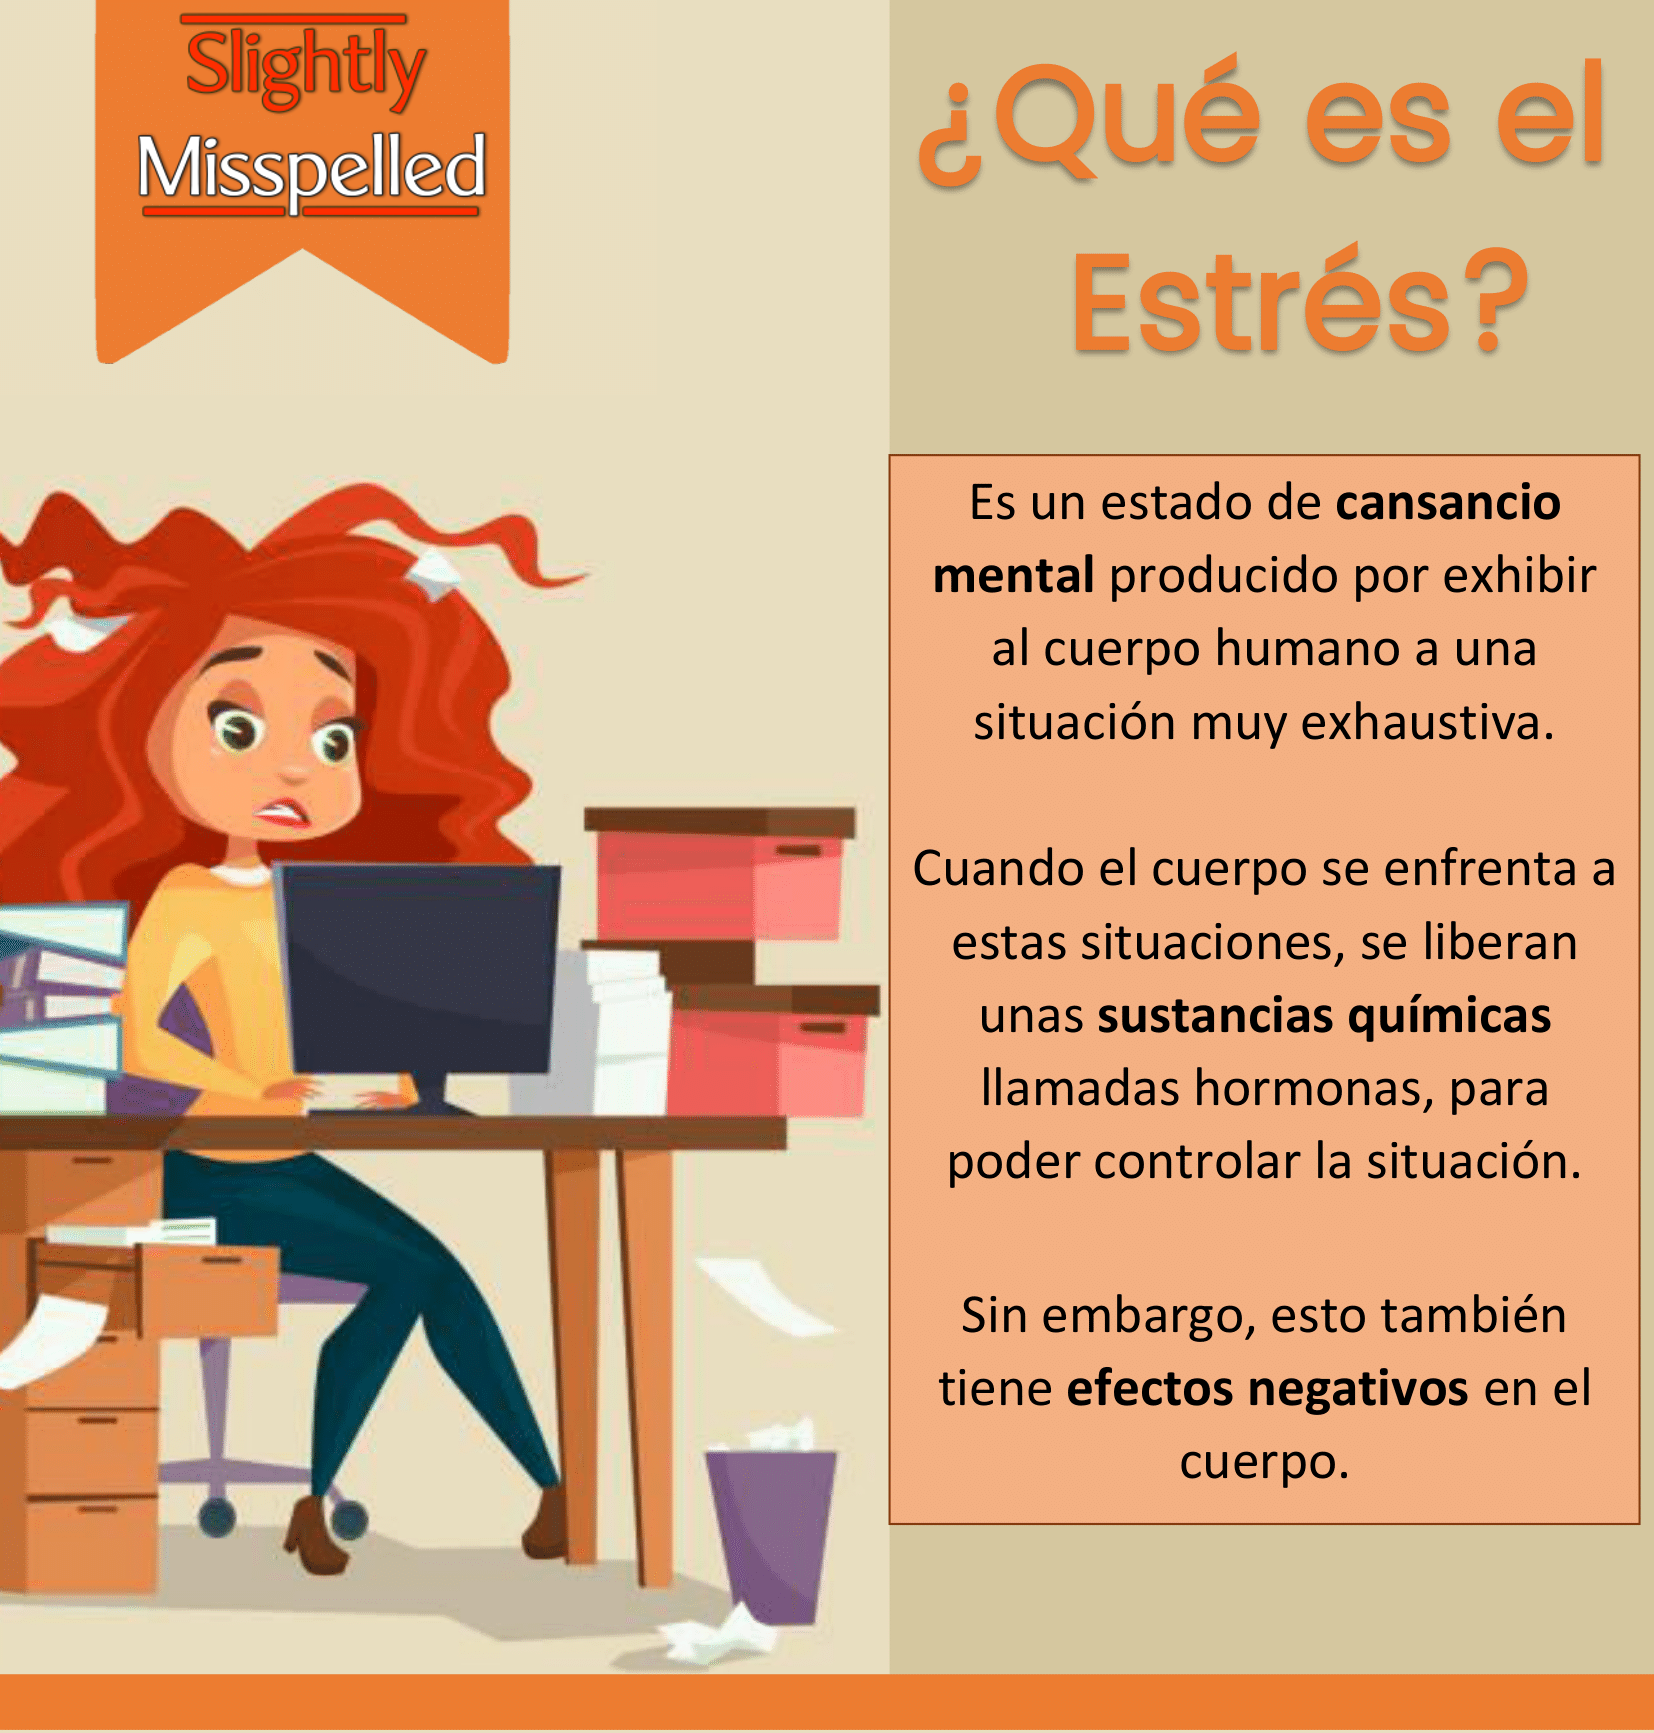 Slightly
Misspelled
¿Qué es el
Estrés?
Es un estado de cansancio
mental producido por exhibir
al cuerpo humano a una
situación muy exhaustiva.
Cuando el cuerpo se enfrenta a
estas situaciones, se liberan
unas sustancias químicas
llamadas hormonas, para
poder controlar la situación.
Sin embargo, esto también
tiene efectos negativos en el
cuerpo.